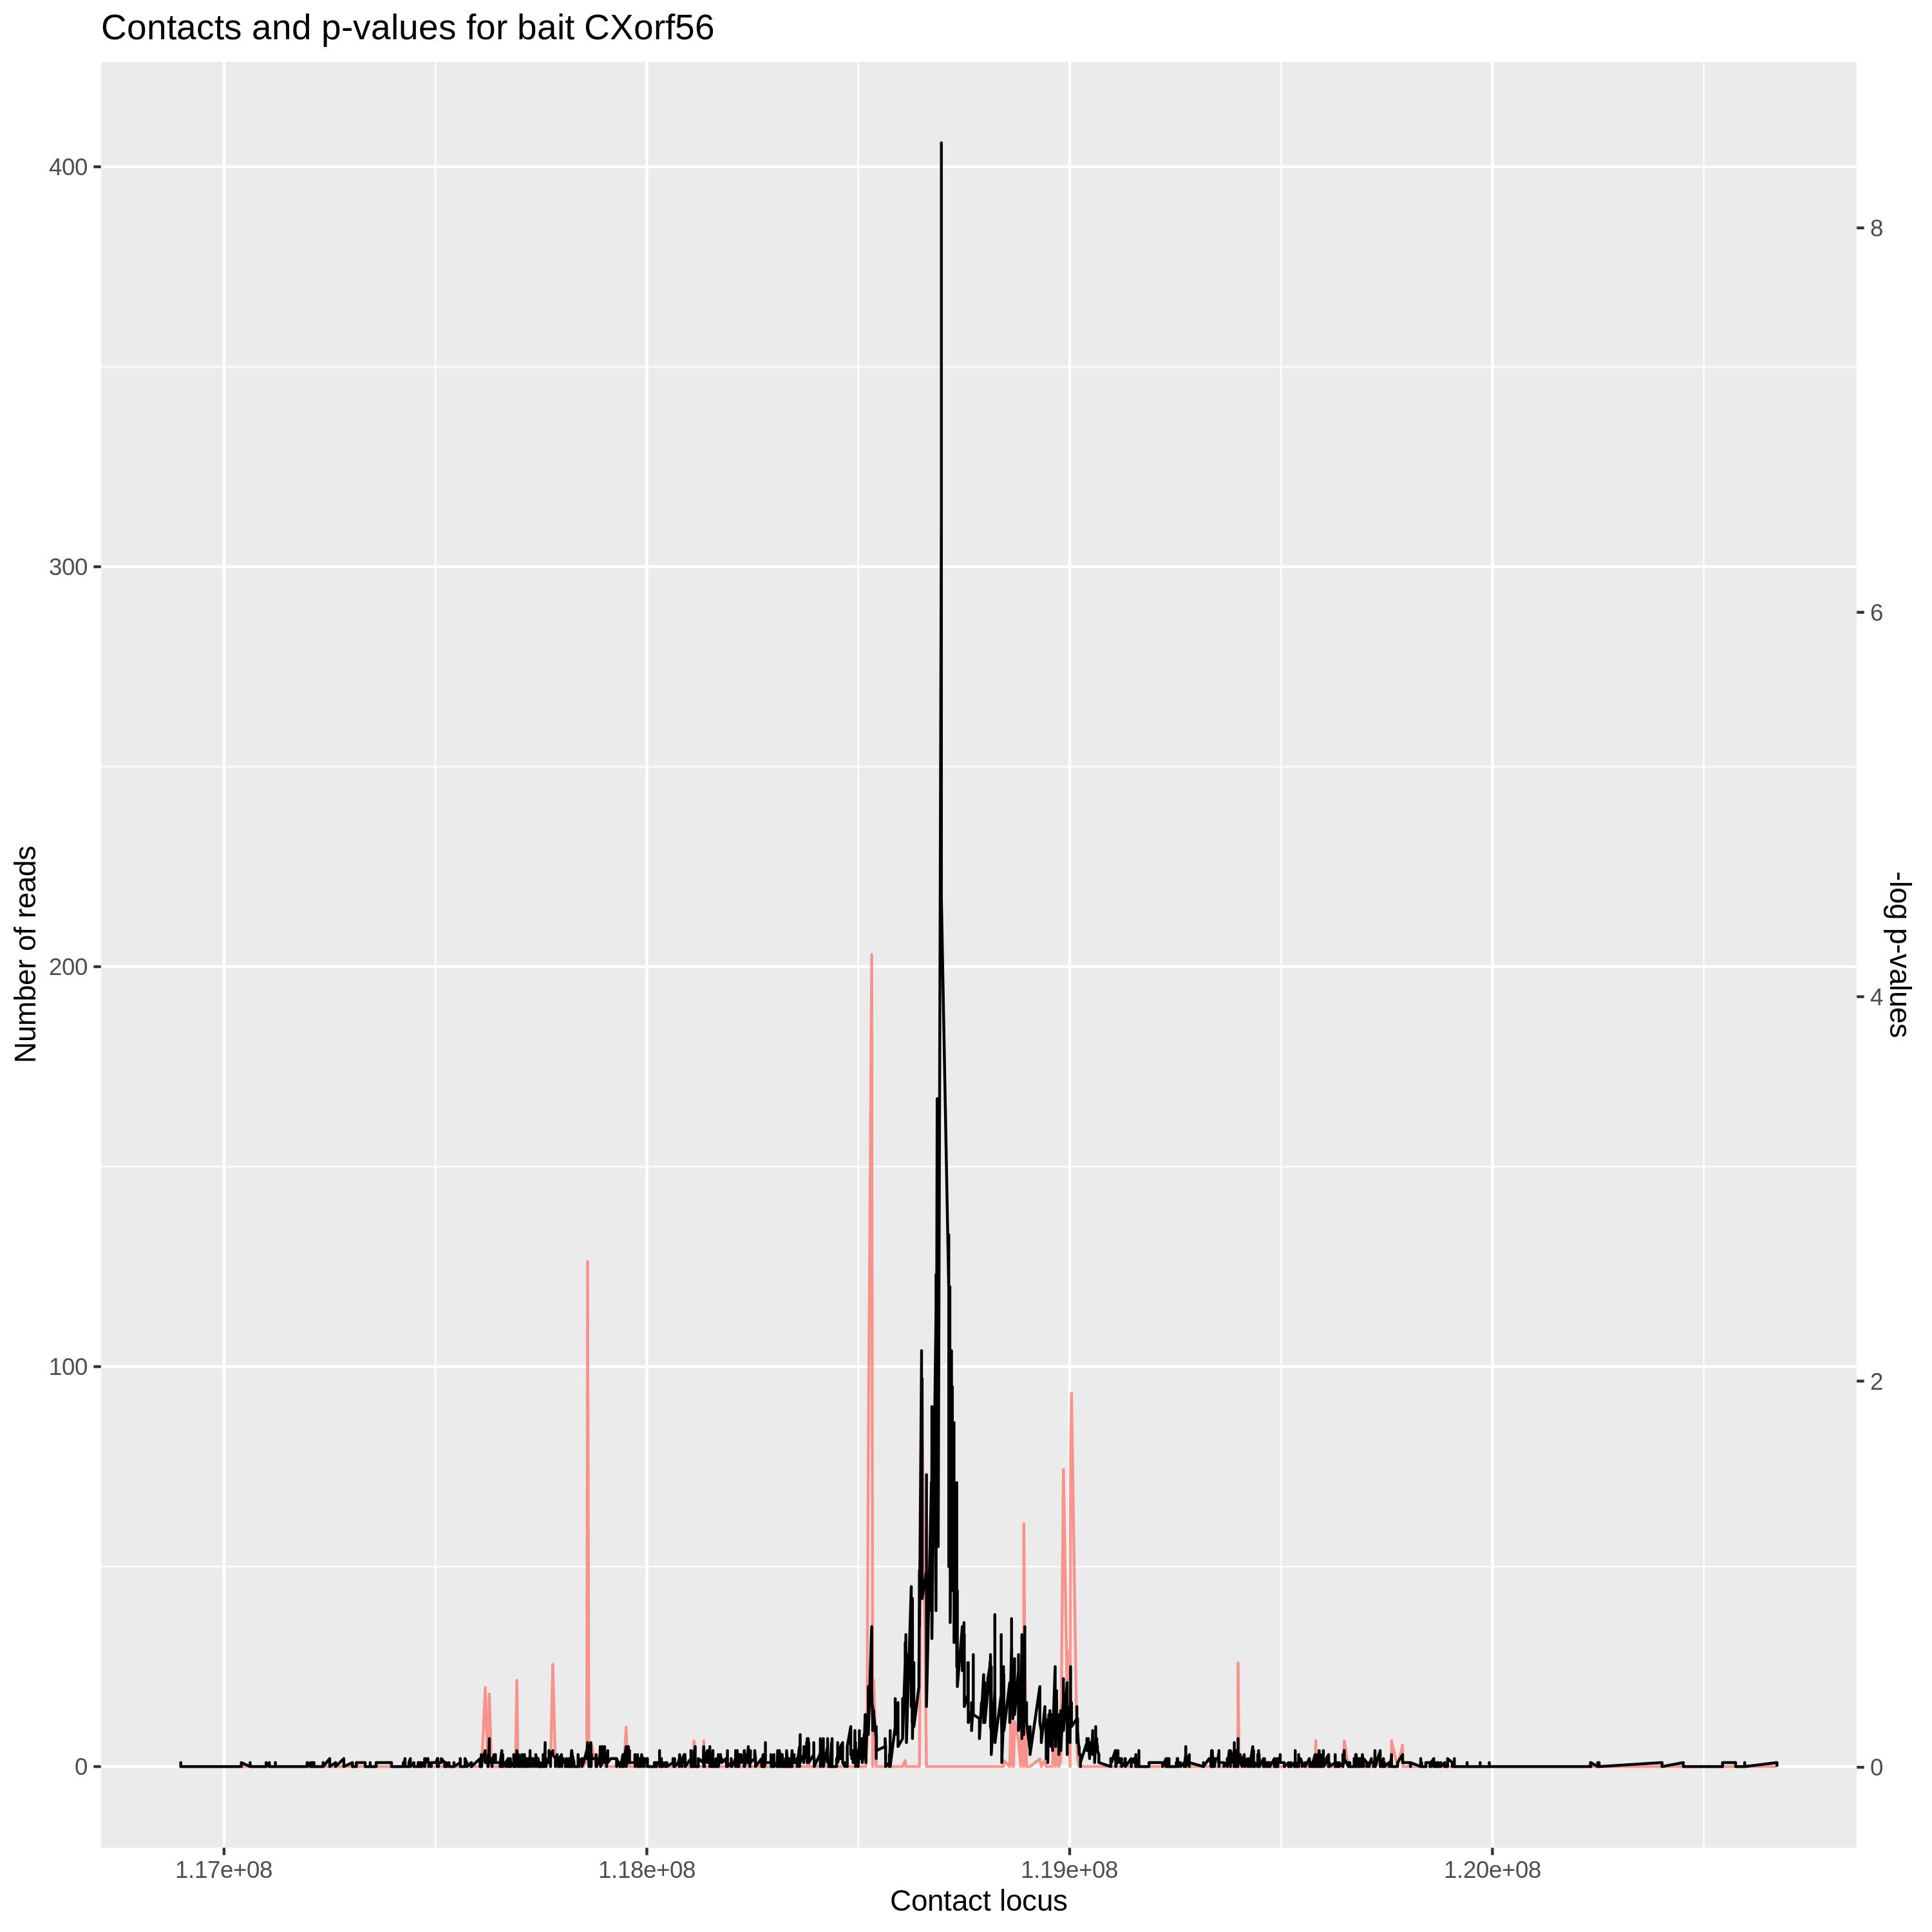 Contacts and p-values for bait CXorf56
400
300
200
100
0
8
6
4
2
0
Number of reads
-log p-values
1.17e+08
1.18e+08
1.19e+08
1.20e+08
Contact locus